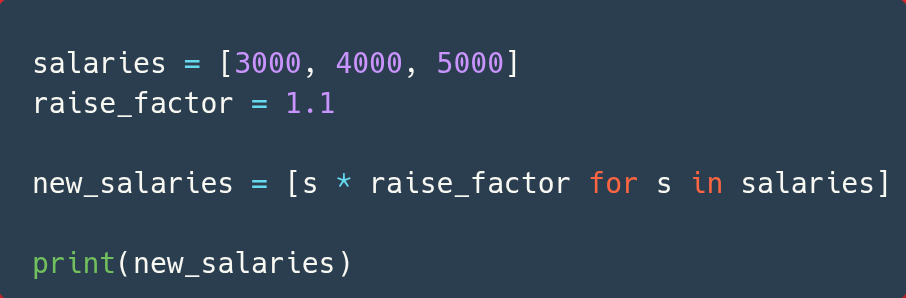 salaries = [3000, 4000, 5000]
raise_factor = 1.1
new_salaries = [s * raise_factor for s in salaries]
print(new_salaries)